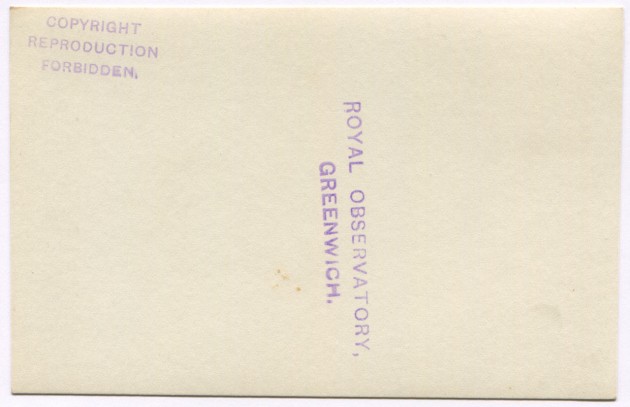 COPYRIGHT
REPRODUCTION
FORBIDDEN.
ROYAL OBSERVATORY,
GREENWICH.